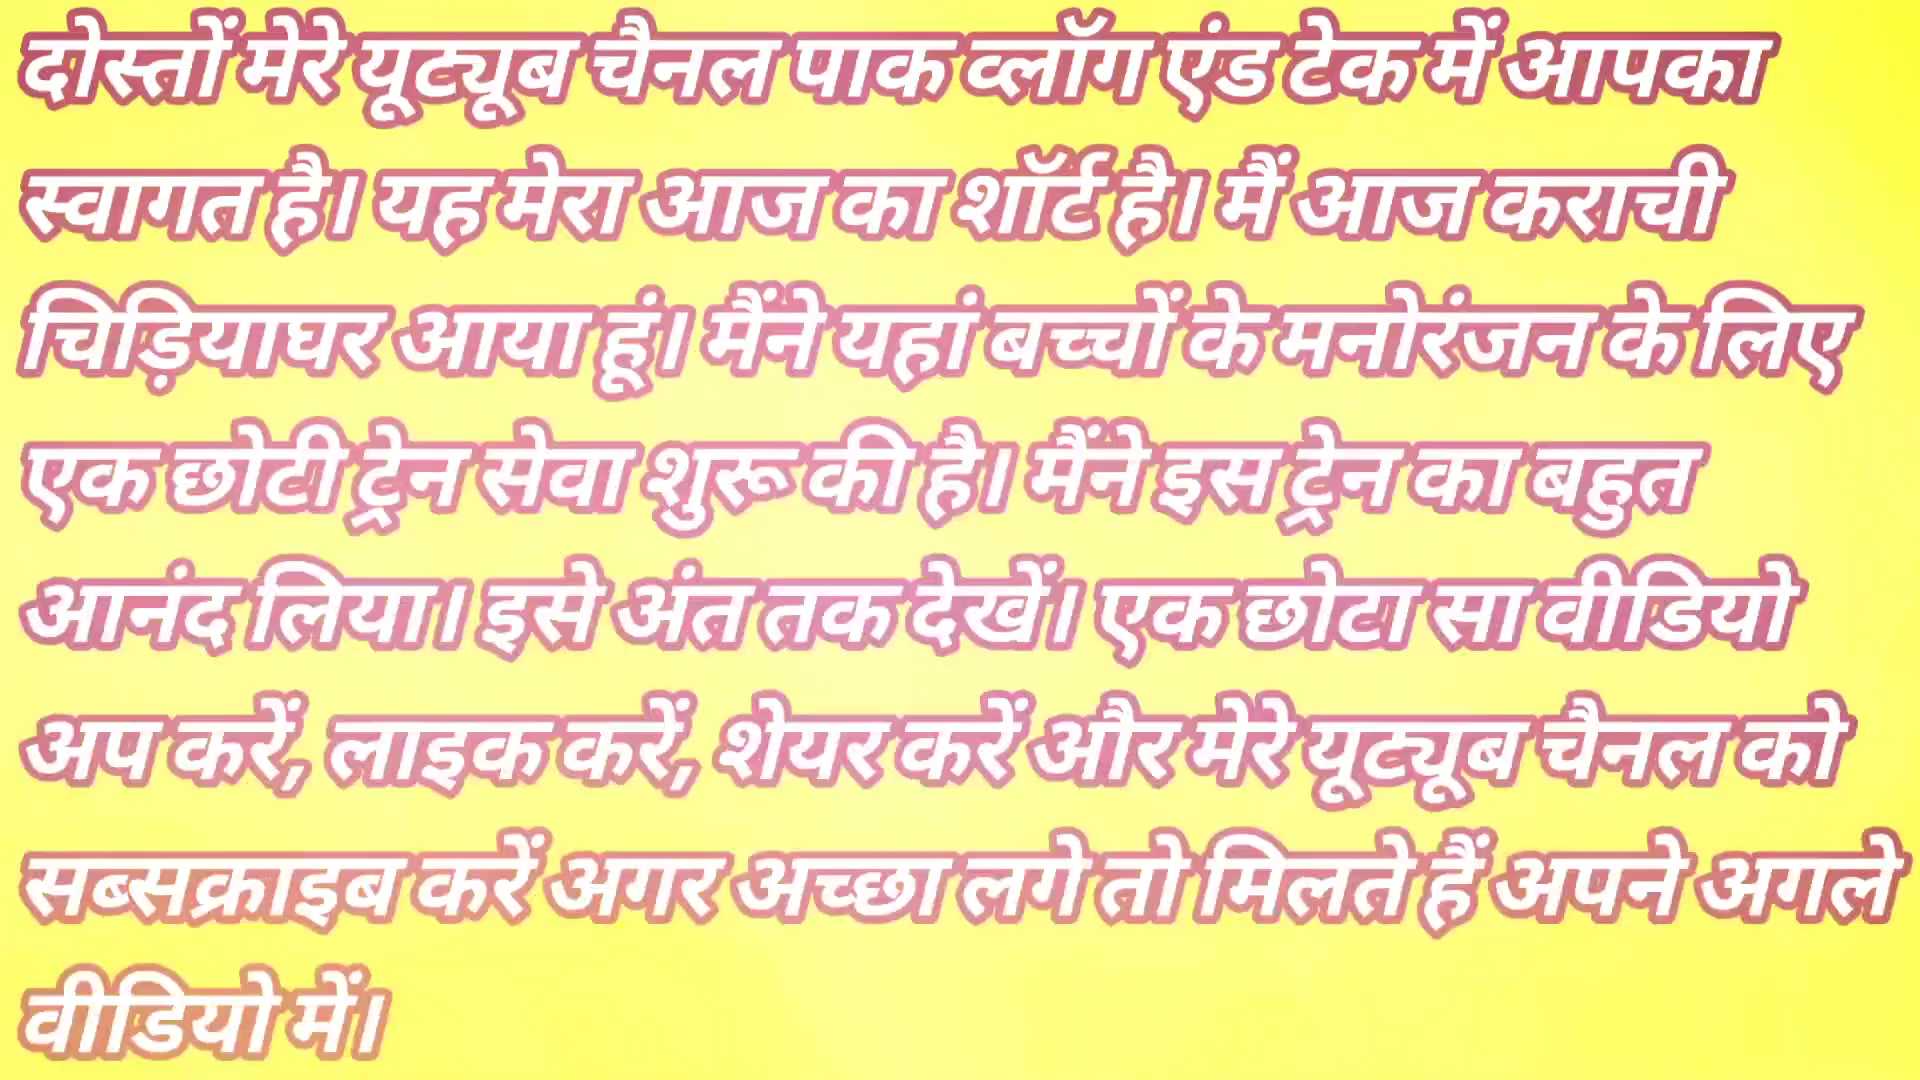 दोस्तों मेरे यूट्यूब चैनल पाक व्लॉग एंड टेक में आपका
स्वागत है। यह मेरा आज का शॉर्ट है। मैं आज कराची
चिड़ियाघर आया हूं। मैंने यहां बच्चों के मनोरंजन के लिए
एक छोटी ट्रेन सेवा शुरू की है। मैंने इस ट्रेन का बहुत
आनंद लिया। इसे अंत तक देखें। एक छोटा सा वीडियो
अप करें, लाइक करें, शेयर करें और मेरे यूट्यूब चैनल को
सब्सक्राइब करें अगर अच्छा लगे तो मिलते हैं अपने अगले
वीडियो में।